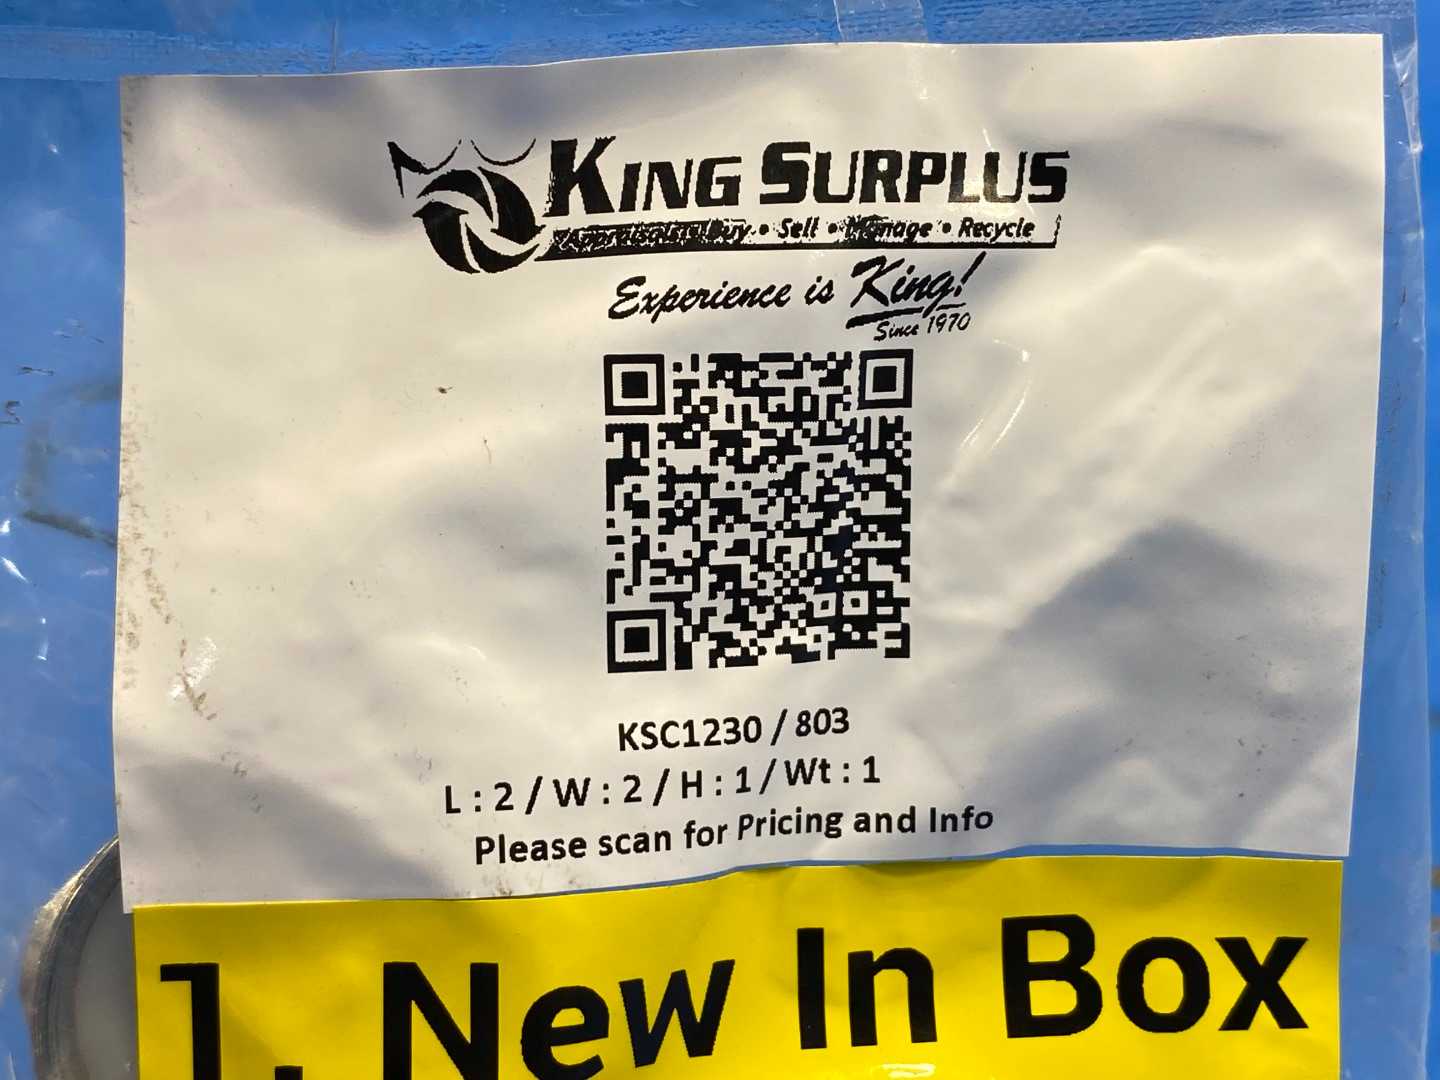 KING SURPLUS
Buy • Sell • Manage • Recycle
Experience is King!
Since 1970
KSC1230 / 803
L : 2 / W : 2 / H : 1 / Wt : 1
Please scan for Pricing and Info
1. New In Box